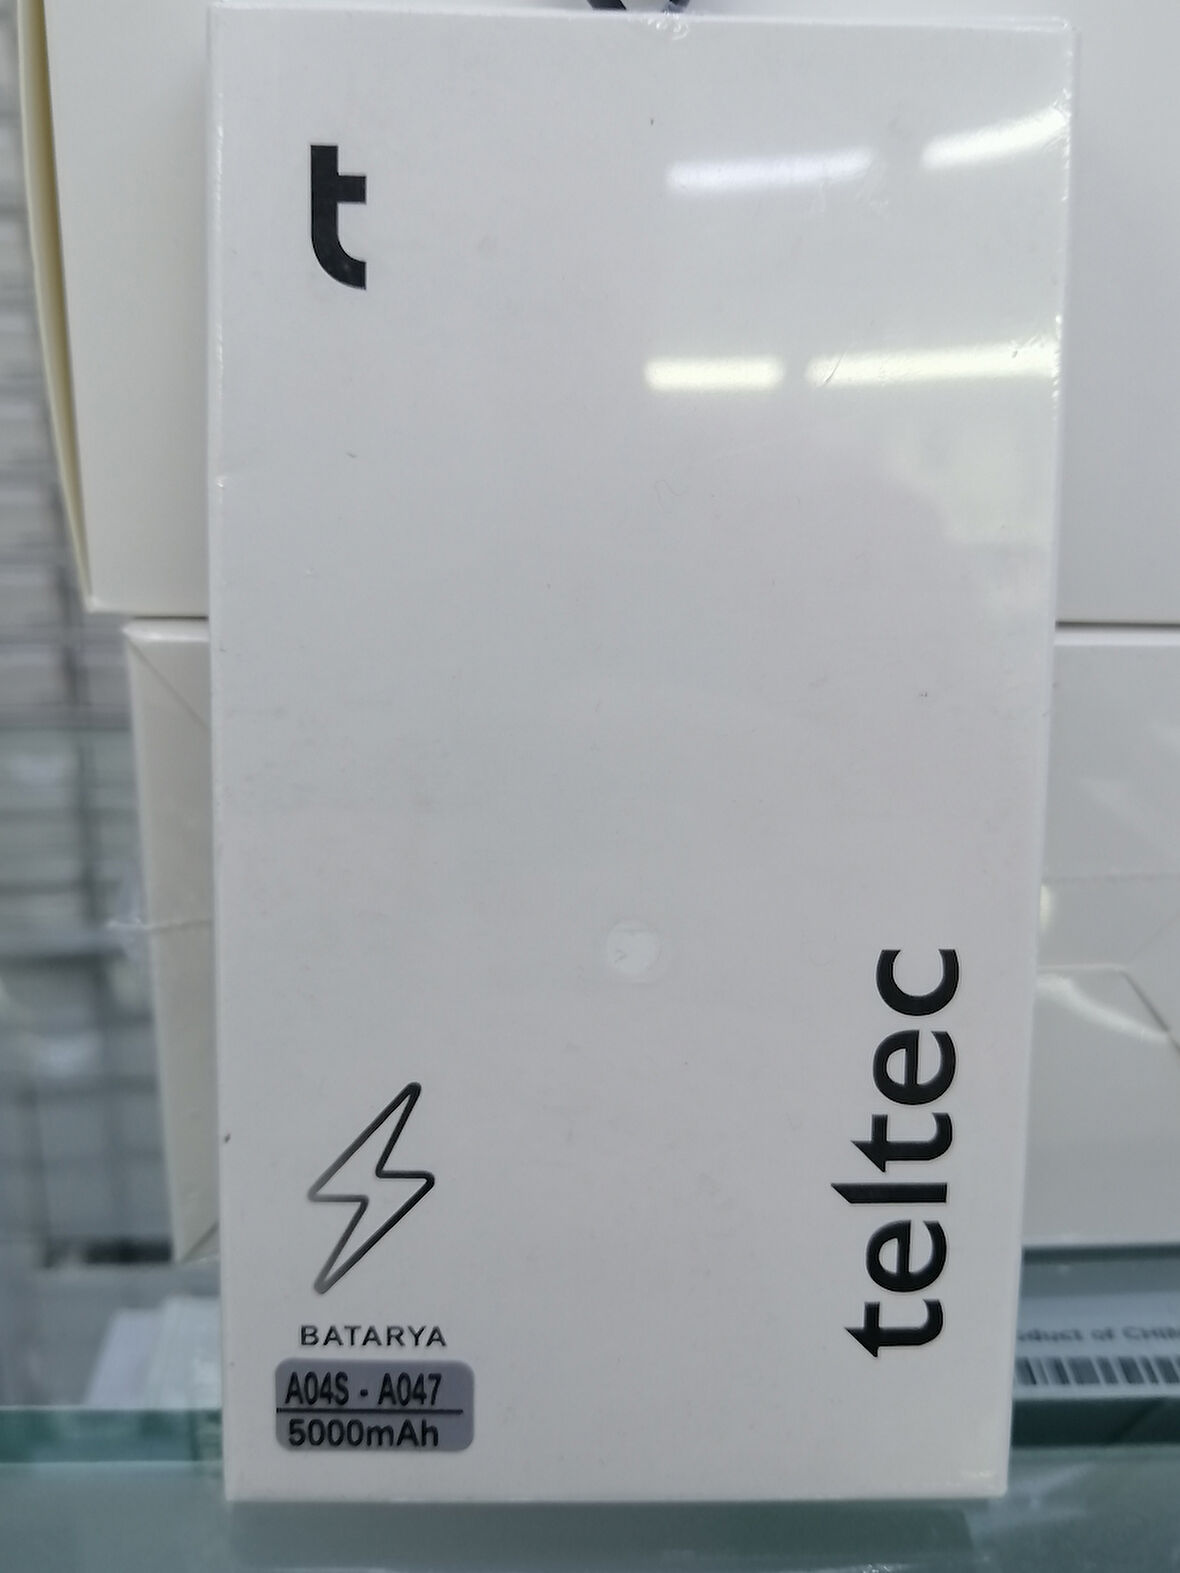 t
teltec
BATARYA
A04S - A047
5000mAh